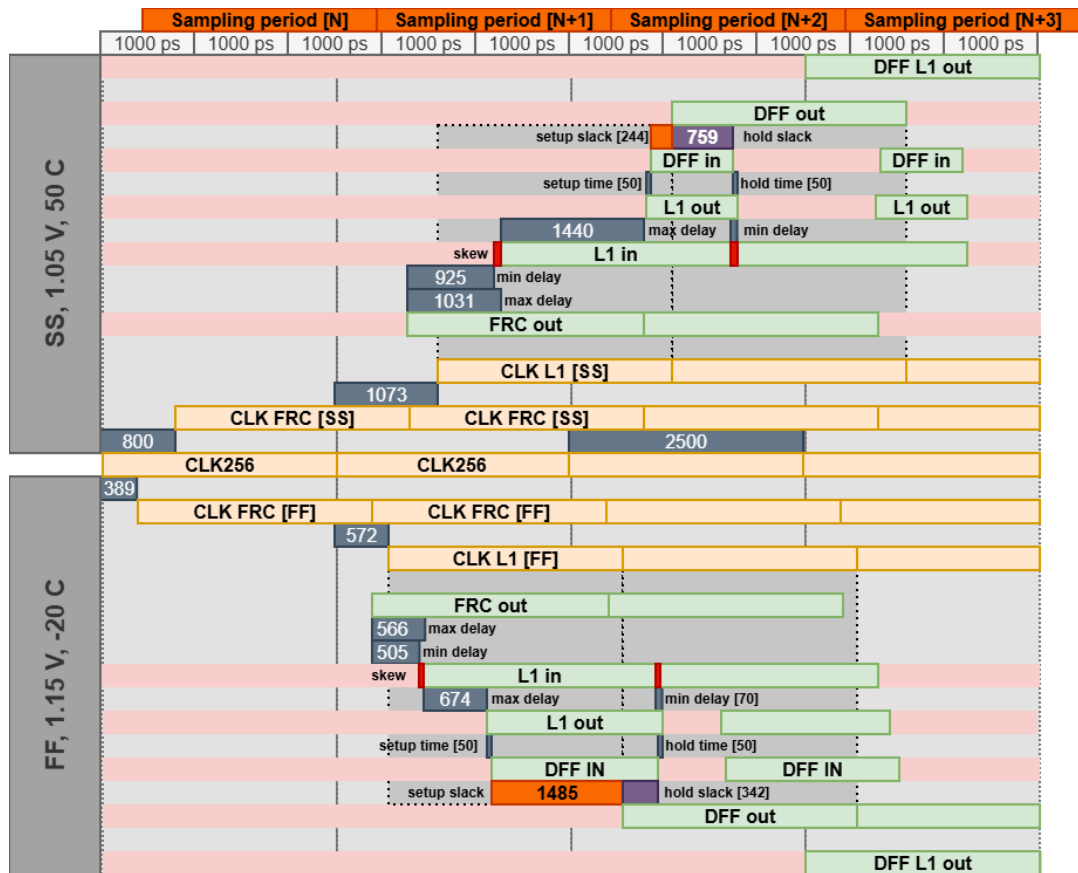 Sampling period [N] Sampling period [N+1] Sampling period [N+2] Sampling period [N+3]
1000 ps 1000 ps 1000 ps 1000 ps 1000 ps 1000 ps 1000 ps 1000 ps 1000 ps 1000 ps
SS, 1.05 V, 50 C
DFF L1 out
DFF out
setup slack [244] 759 hold slack
DFF in DFF in
setup time [50] hold time [50]
L1 out L1 out
1440 max delay min delay
skew L1 in
925 min delay
1031 max delay
FRC out
CLK L1 [SS]
1073
CLK FRC [SS] CLK FRC [SS]
800 2500
CLK256 CLK256
FF, 1.15 V, -20 C
389
CLK FRC [FF] CLK FRC [FF]
572
CLK L1 [FF]
FRC out
566 max delay
505 min delay
skew L1 in
674 max delay min delay [70]
L1 out
setup time [50] hold time [50]
DFF IN DFF IN
setup slack 1485 hold slack [342]
DFF out
DFF L1 out